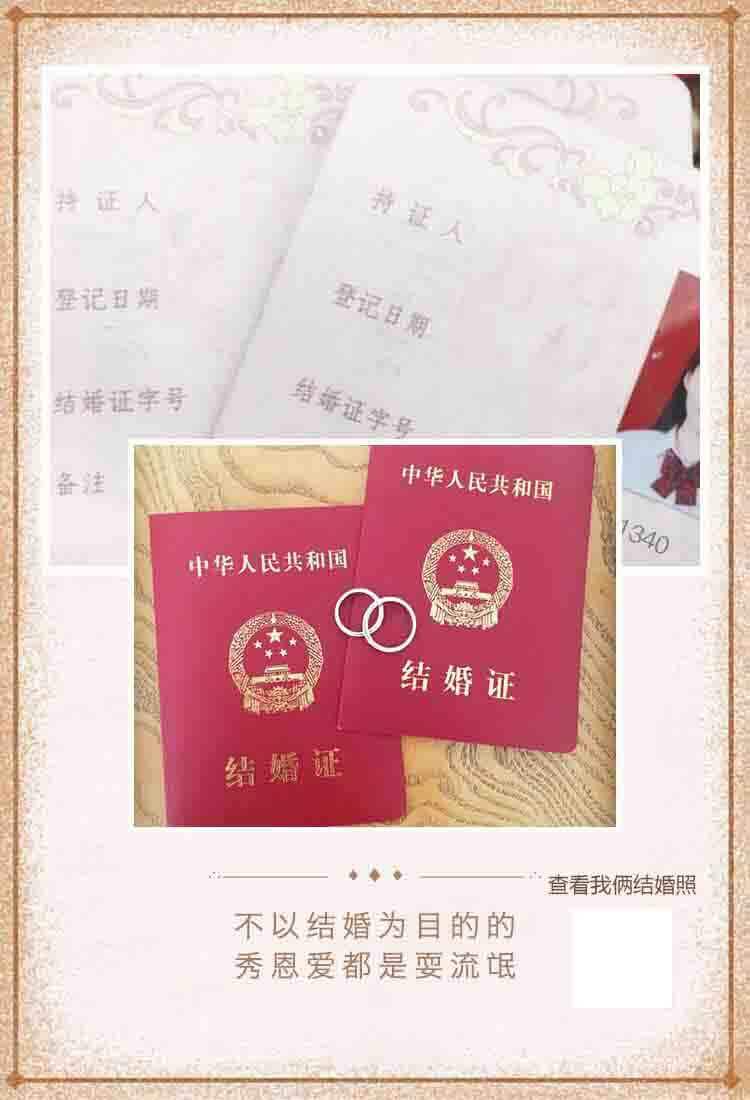 持证人
登记日期
结婚证字号
备注
持证人
登记日期
结婚证字号
1340
中华人民共和国
结婚证
中华人民共和国
结婚证
查看我俩结婚照
不以结婚为目的的
秀恩爱都是耍流氓